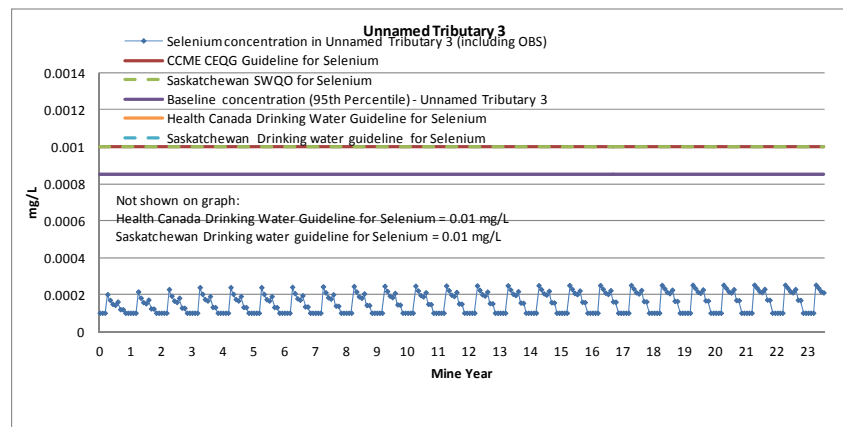 Unnamed Tributary 3
Selenium concentration in Unnamed Tributary 3 (including OBS)
CCME CEQG Guideline for Selenium
Saskatchewan SWQO for Selenium
Baseline concentration (95th Percentile) - Unnamed Tributary 3
Health Canada Drinking Water Guideline for Selenium
Saskatchewan Drinking water guideline for Selenium
0.0014
0.0012
0.001
0.0008
0.0006
0.0004
0.0002
0
mg/L
Not shown on graph:
Health Canada Drinking Water Guideline for Selenium = 0.01 mg/L
Saskatchewan Drinking water guideline for Selenium = 0.01 mg/L
0 1 2 3 4 5 6 7 8 9 10 11 12 13 14 15 16 17 18 19 20 21 22 23
Mine Year